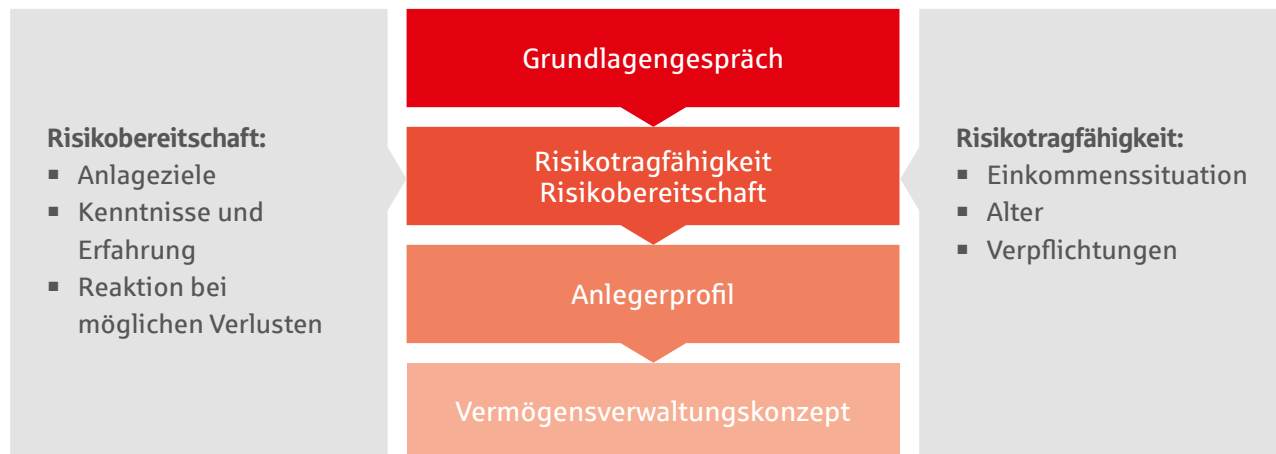 Risikobereitschaft:
▪ Anlageziele
▪ Kenntnisse und
Erfahrung
▪ Reaktion bei
möglichen Verlusten
Grundlagengespräch
Risikotragfähigkeit
Risikobereitschaft
Anlegerprofil
Vermögensverwaltungskonzept
Risikotragfähigkeit:
▪ Einkommenssituation
▪ Alter
▪ Verpflichtungen